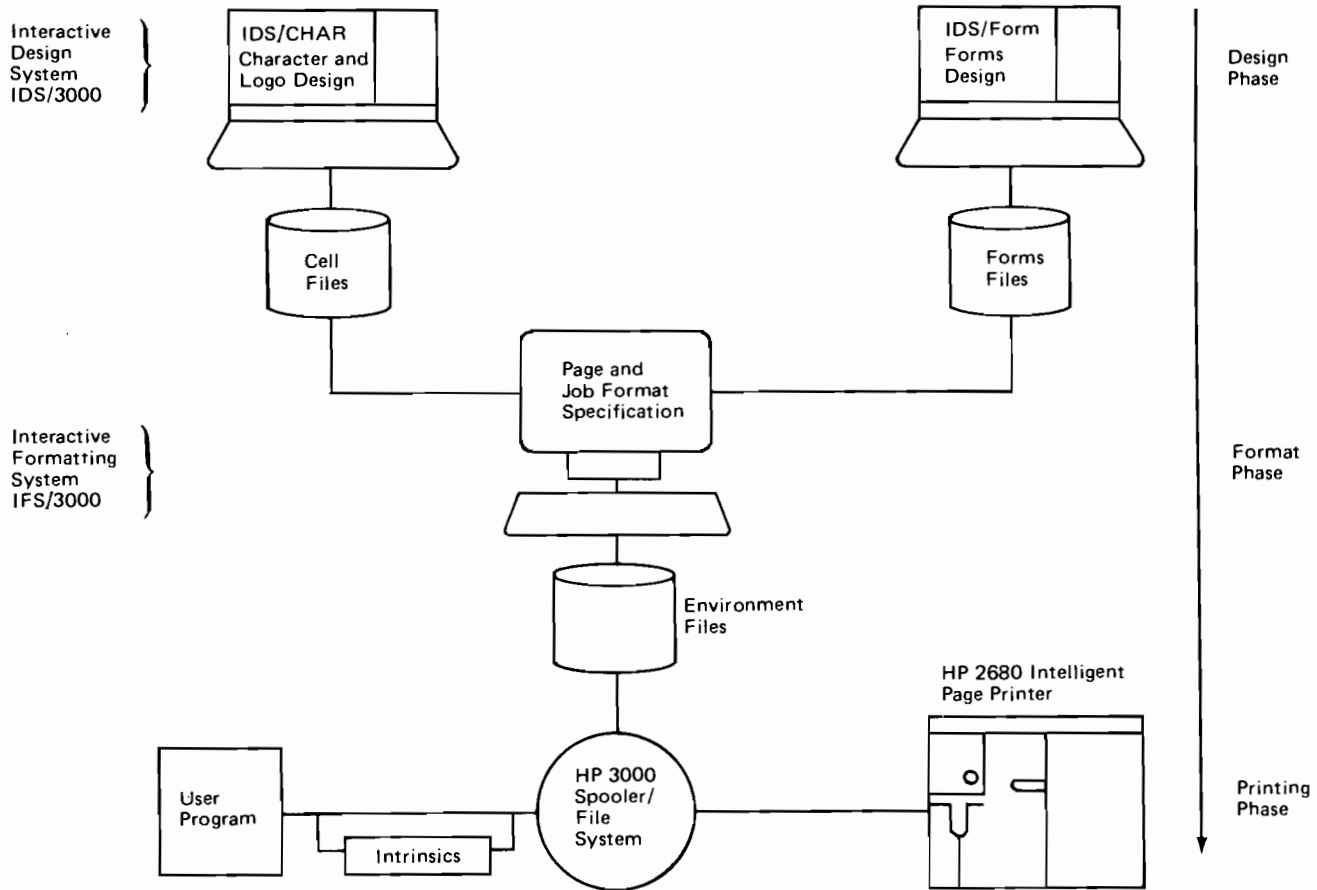 Interactive
Design
System
IDS/3000
IDS/CHAR
Character and
Logo Design
IDS/Form
Forms
Design
Design
Phase
Cell
Files
Forms
Files
Page and
Job Format
Specification
Interactive
Formatting
System
IFS/3000
Format
Phase
Environment
Files
HP 2680 Intelligent
Page Printer
User
Program
Intrinsics
HP 3000
Spooler/
File
System
Printing
Phase